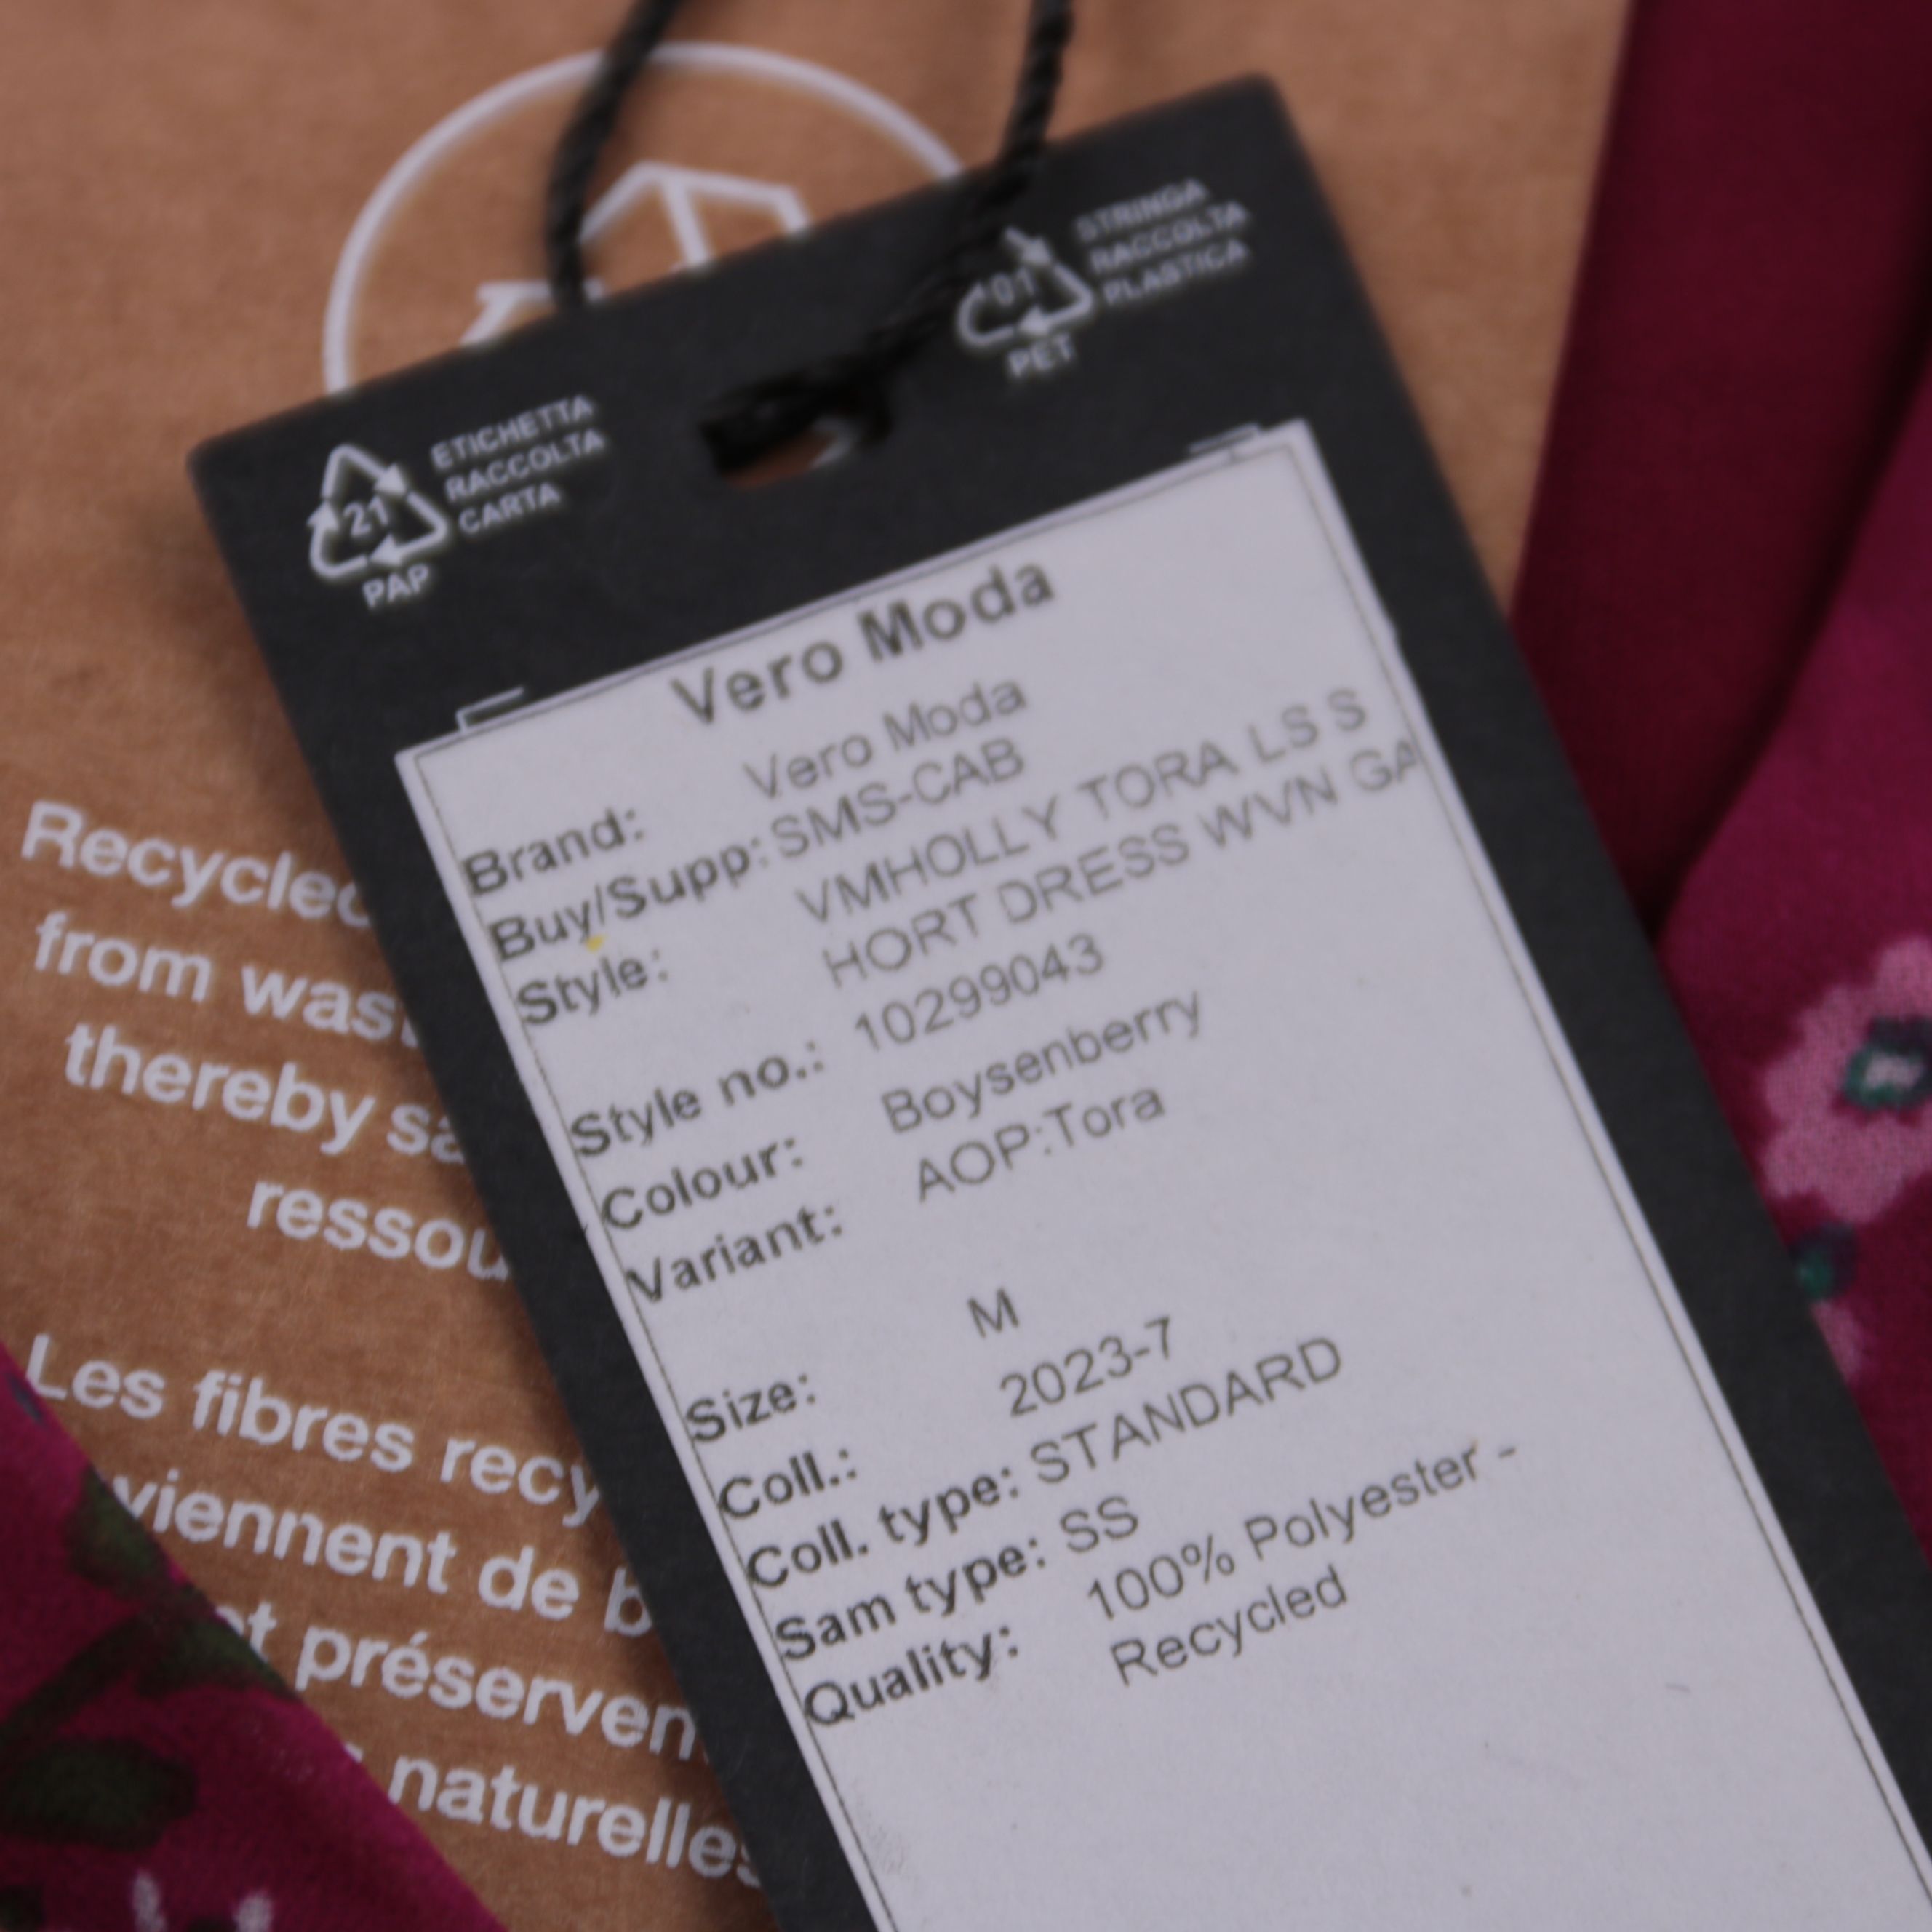 STRINGA
RACCOLTA
PLASTICA
01
PET
ETICHETTA
RACCOLTA
CARTA
21
PAP
Vero Moda
Brand: Vero Moda
Buy/Supp: SMS-CAB
Style: VMHOLLY TORA LS S
HORT DRESS WVN GA
Style no.: 10299043
Colour: Boysenberry
Variant: AOP:Tora
Size: M
Coll.: 2023-7
Coll. type: STANDARD
Sam type: SS
Quality: 100% Polyester -
Recycled
Recycled
from wast
thereby sa
ressou
Les fibres recy
viennent de b
et préserven
naturelles